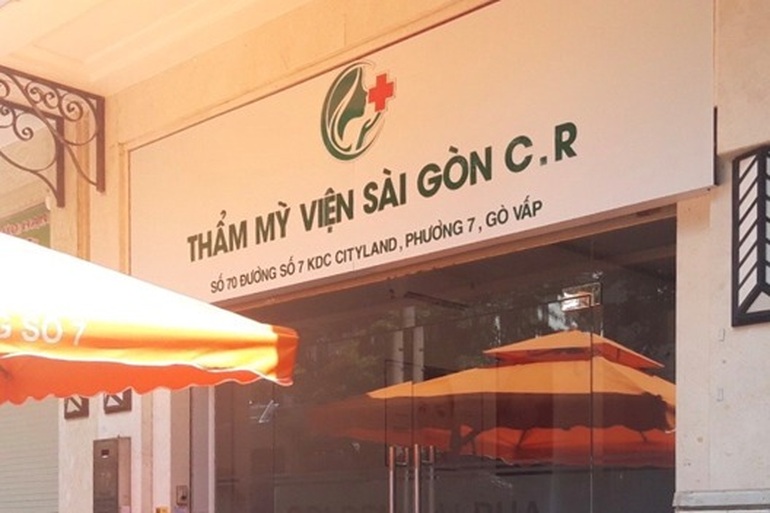 THẨM MỸ VIỆN SÀI GÒN C.R
SỐ 70 ĐƯỜNG SỐ 7 KDC CITYLAND, PHƯỜNG 7, GÒ VẤP
G SỐ 7